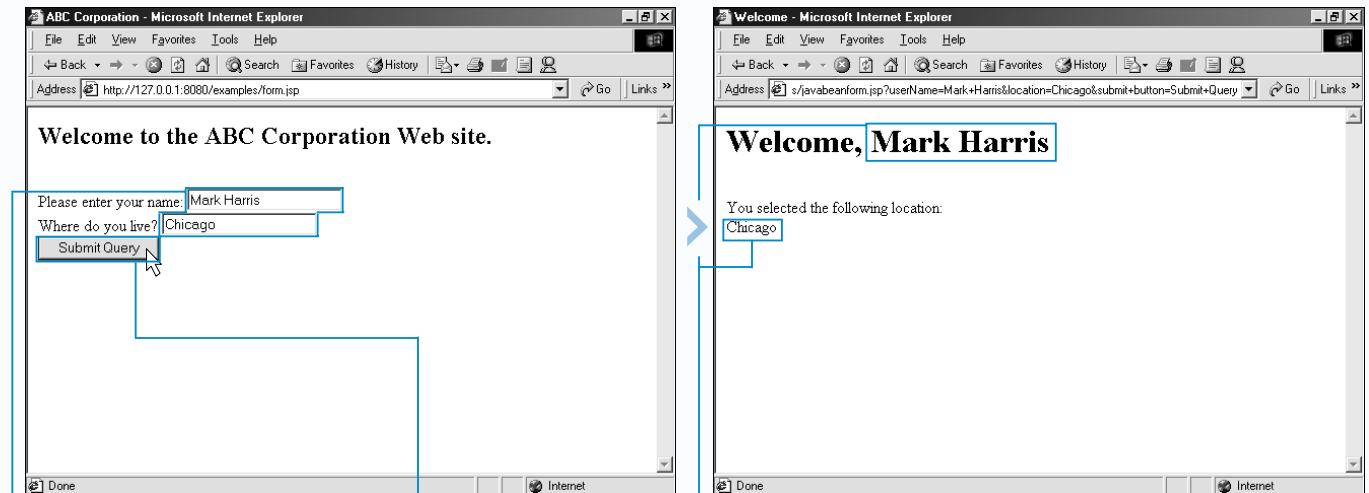 ABC Corporation - Microsoft Internet Explorer
File Edit View Favorites Tools Help
Back Search Favorites History
Address http://127.0.0.1:8080/examples/form.jsp Go Links »
Welcome to the ABC Corporation Web site.
Please enter your name: Mark Harris
Where do you live? Chicago
Submit Query
Done Internet
Welcome - Microsoft Internet Explorer
File Edit View Favorites Tools Help
Back Search Favorites History
Address s/javabeanform.jsp?userName=Mark+Harris&location=Chicago&submit+button=Submit+Query Go Links »
Welcome, Mark Harris
You selected the following location:
Chicago
Done Internet